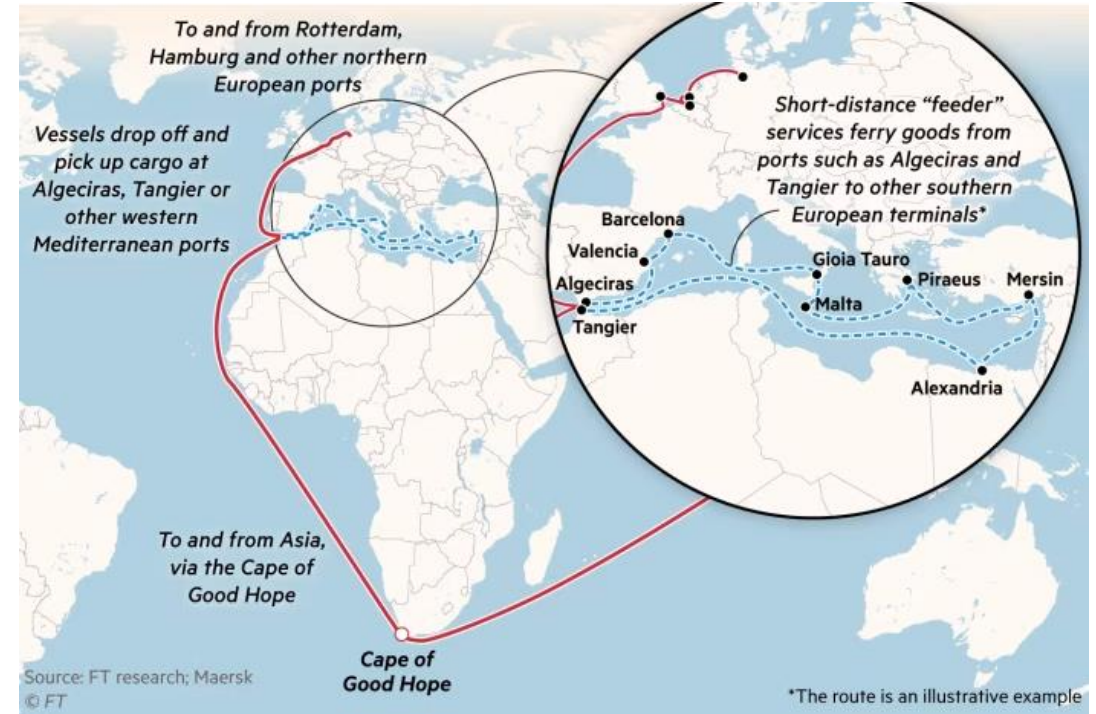 To and from Rotterdam,
Hamburg and other northern
European ports
Vessels drop off and
pick up cargo at
Algeciras, Tangier or
other western
Mediterranean ports
Short-distance “feeder”
services ferry goods from
ports such as Algeciras and
Tangier to other southern
European terminals*
Barcelona
Valencia
Algeciras
Tangier
Gioia Tauro
Malta
Piraeus
Mersin
Alexandria
To and from Asia,
via the Cape of
Good Hope
Cape of
Good Hope
Source: FT research; Maersk
© FT
*The route is an illustrative example